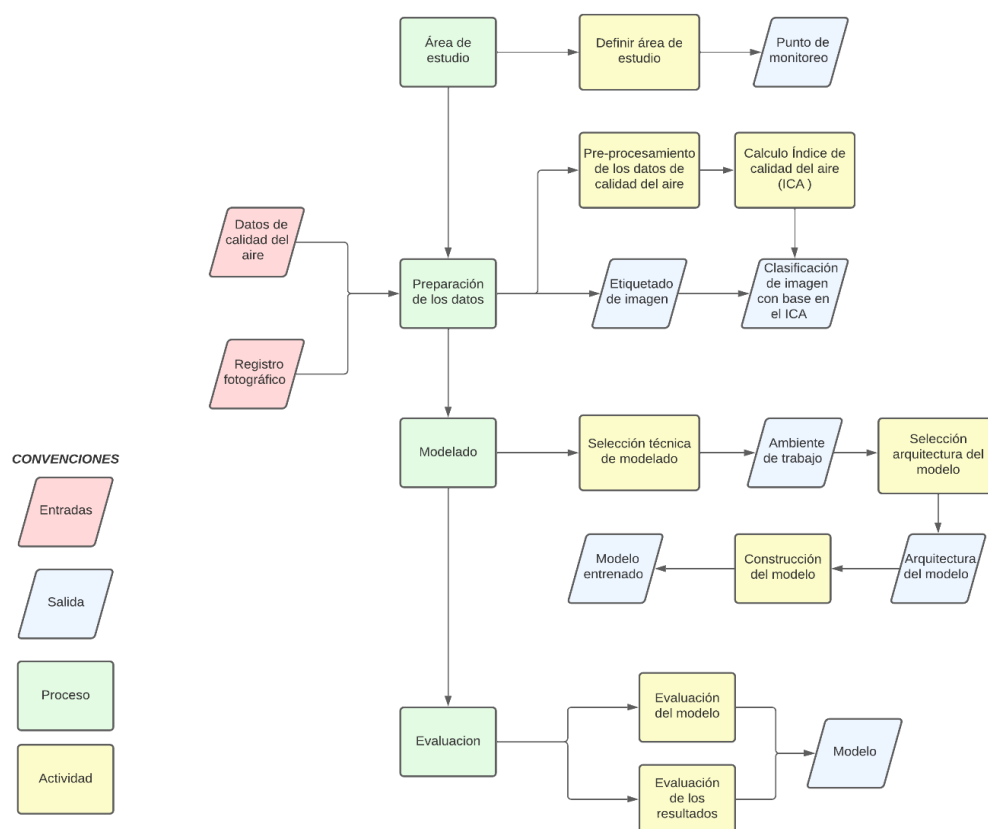 Área de
estudio
Definir área de
estudio
Punto de
monitoreo
Pre-procesamiento
de los datos de
calidad del aire
Calculo Índice de
calidad del aire
(ICA )
Datos de
calidad del
aire
Preparación
de los datos
Etiquetado
de imagen
Clasificación
de imagen
con base en
el ICA
Registro
fotográfico
Modelado
Selección técnica
de modelado
Ambiente
de trabajo
Selección
arquitectura del
modelo
Modelo
entrenado
Construcción
del modelo
Arquitectura
del modelo
Evaluacion
Evaluación
del modelo
Evaluación
de los
resultados
Modelo
CONVENCIONES
Entradas
Salida
Proceso
Actividad